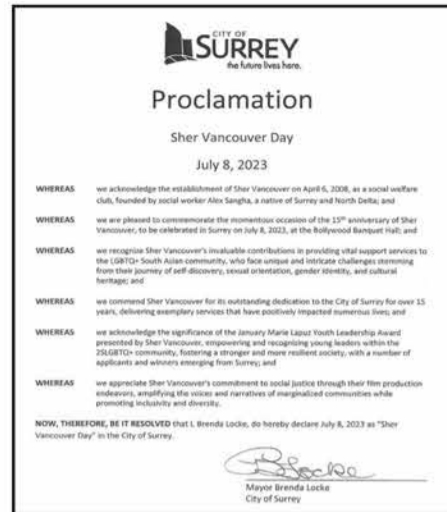 CITY OF
SURREY
the future lives here.
Proclamation
Sher Vancouver Day
July 8, 2023
WHEREAS we acknowledge the establishment of Sher Vancouver on April 6, 2008, as a social welfare
club, founded by social worker Alex Sangha, a native of Surrey and North Delta; and
WHEREAS we are pleased to commemorate the momentous occasion of the 15th anniversary of Sher
Vancouver, to be celebrated in Surrey on July 8, 2023, at the Bollywood Banquet Hall; and
WHEREAS we recognize Sher Vancouver's invaluable contributions in providing vital support services to
the LGBTQ+ South Asian community, who face unique and intricate challenges stemming
from their journey of self-discovery, sexual orientation, gender identity, and cultural
heritage; and
WHEREAS we commend Sher Vancouver for its outstanding dedication to the City of Surrey for over 15
years, delivering exemplary services that have positively impacted numerous lives; and
WHEREAS we acknowledge the significance of the January Marie Lapuz Youth Leadership Award
presented by Sher Vancouver, empowering and recognizing young leaders within the
2SLGBTQ+ community, fostering a stronger and more resilient society, with a number of
applicants and winners emerging from Surrey; and
WHEREAS we appreciate Sher Vancouver's commitment to social justice through their film production
endeavors, amplifying the voices and narratives of marginalized communities while
promoting inclusivity and diversity.
NOW, THEREFORE, BE IT RESOLVED that I, Brenda Locke, do hereby declare July 8, 2023 as "Sher
Vancouver Day" in the City of Surrey.
BLocke
Mayor Brenda Locke
City of Surrey